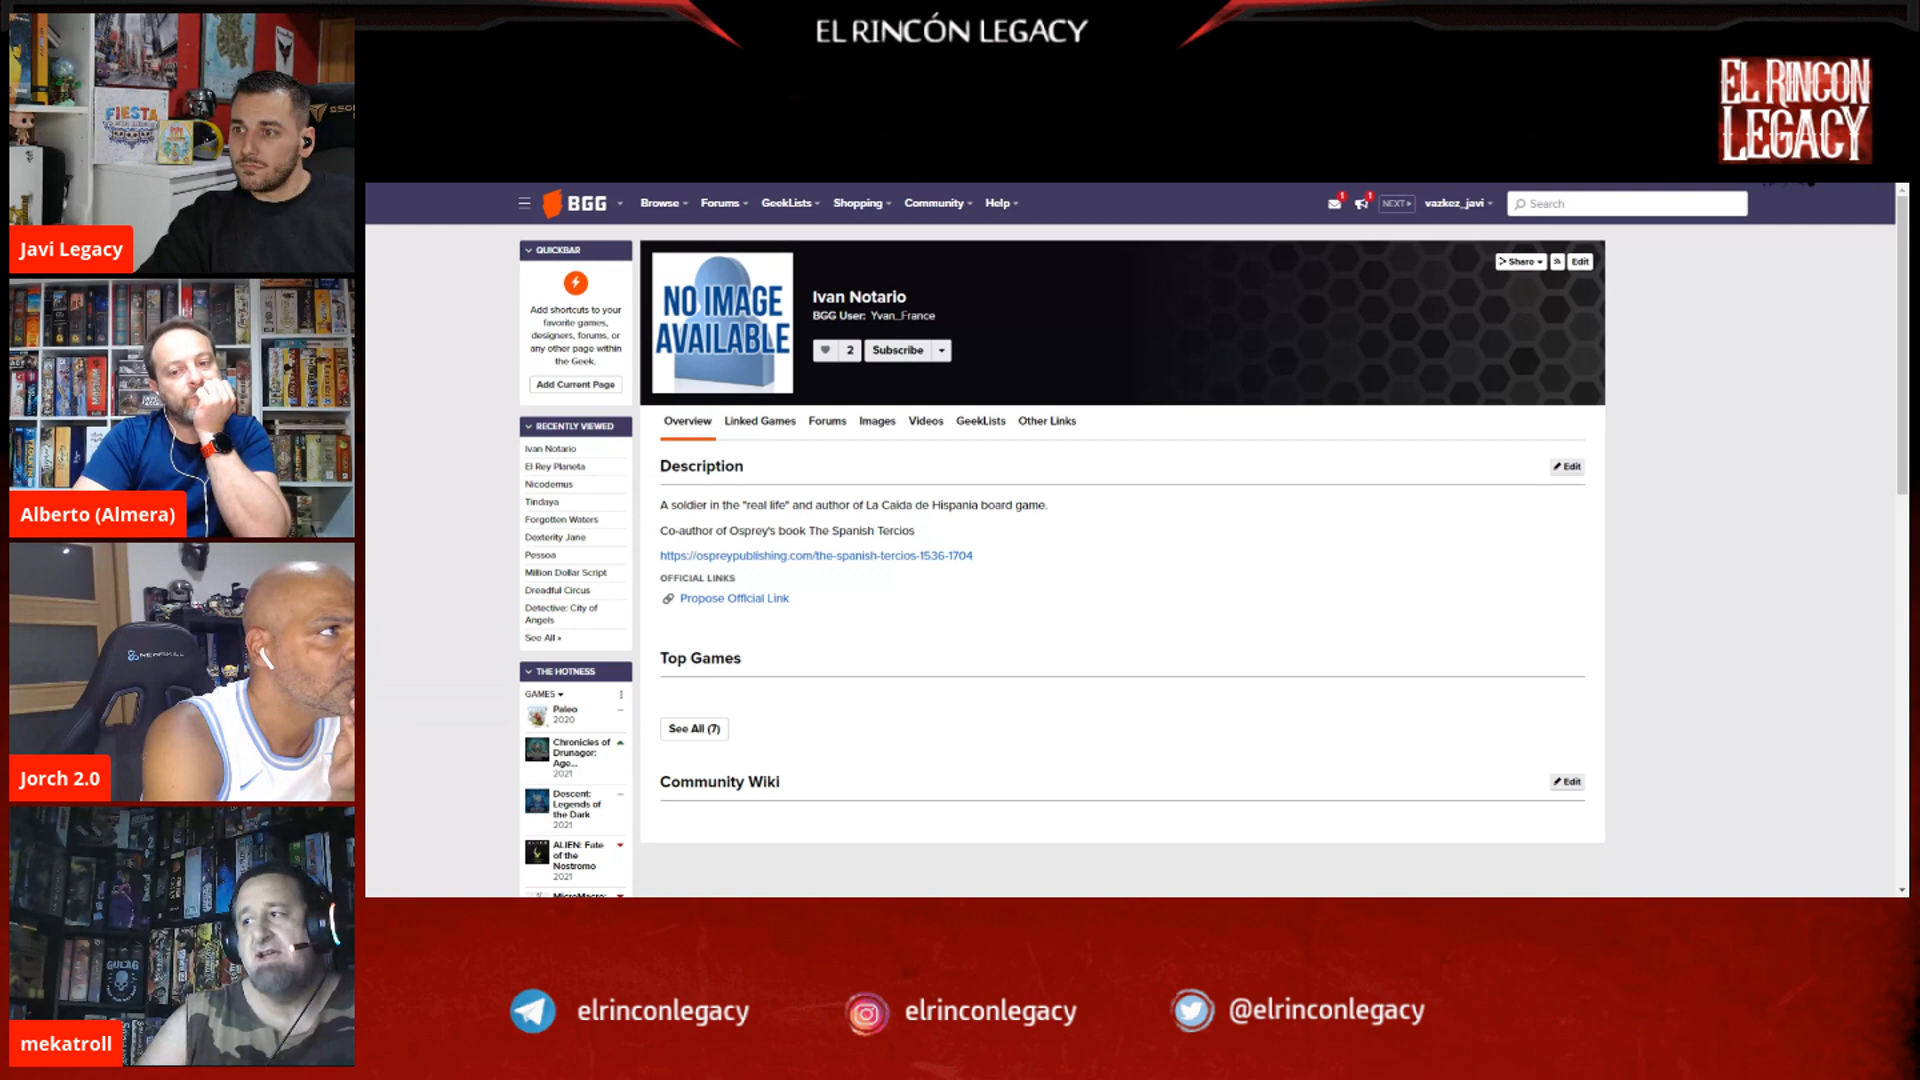 EL RINCÓN LEGACY
EL RINCON
LEGACY
FIESTA
Javi Legacy
Alberto (Almera)
NEWSKILL
Jorch 2.0
GULAG
mekatroll
BGG
Browse
Forums
GeekLists
Shopping
Community
Help
1
1
NEXT
vazkez_javi
Search
QUICKBAR
Add shortcuts to your
favorite games,
designers, forums, or
any other page within
the Geek.
Add Current Page
RECENTLY VIEWED
Ivan Notario
El Rey Planeta
Nicodemus
Tindaya
Forgotten Waters
Dexterity Jane
Pessoa
Million Dollar Script
Dreadful Circus
Detective: City of
Angels
See All »
THE HOTNESS
GAMES
Paleo
2020
Chronicles of
Drunagor:
Age...
2021
Descent:
Legends of
the Dark
2021
ALIEN: Fate
of the
Nostromo
2021
NO IMAGE
AVAILABLE
Ivan Notario
BGG User: Yvan_France
2
Subscribe
Share
Edit
Overview
Linked Games
Forums
Images
Videos
GeekLists
Other Links
Description
Edit
A soldier in the "real life" and author of La Caida de Hispania board game.
Co-author of Osprey's book The Spanish Tercios
https://ospreypublishing.com/the-spanish-tercios-1536-1704
OFFICIAL LINKS
Propose Official Link
Top Games
See All (7)
Community Wiki
Edit
elrinconlegacy
elrinconlegacy
@elrinconlegacy